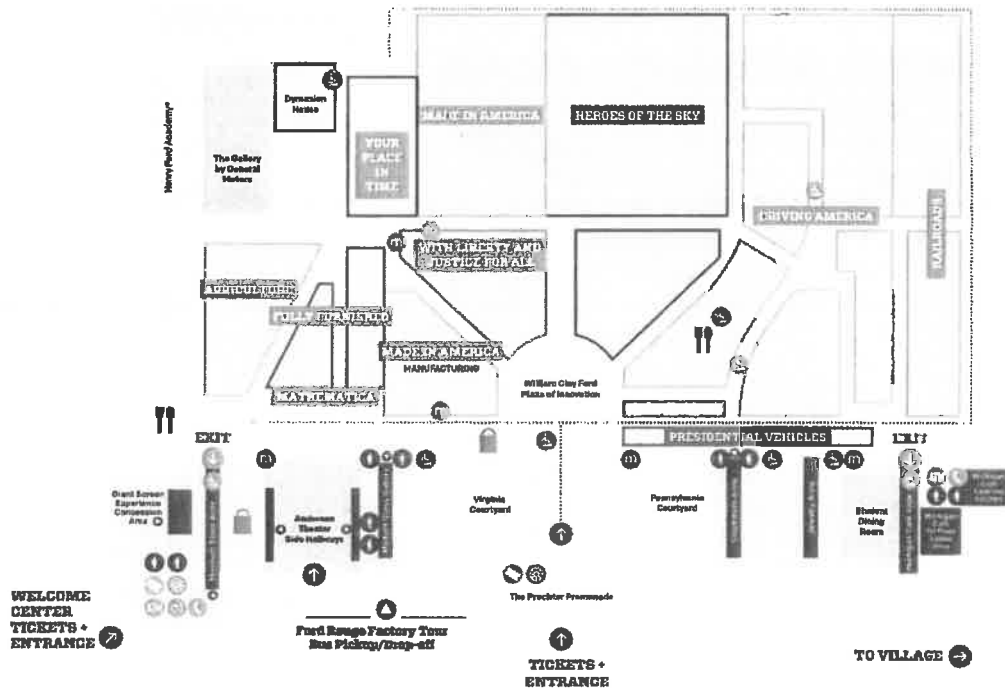 Henry Ford Academy®
The Gallery
by General
Motors
Dymaxion
House
YOUR
PLACE
IN
TIME
MADE IN AMERICA
HEROES OF THE SKY
DRIVING AMERICA
RAILROADS
WITH LIBERTY AND
JUSTICE FOR ALL
AGRICULTURE
FULLY FURNISHED
MADE IN AMERICA
MANUFACTURING
MATHEMATICA
William Clay Ford
Plaza of Innovation
PRESIDENTIAL VEHICLES
EXIT
EXIT
Giant Screen
Experience
Concession
Area
Anderson
Theater
Side Hallways
Virginia
Courtyard
Pennsylvania
Courtyard
Student
Dining
Room
The Prechter Promenade
WELCOME
CENTER
TICKETS +
ENTRANCE
Ford Rouge Factory Tour
Bus Pickup/Drop-off
TICKETS +
ENTRANCE
TO VILLAGE